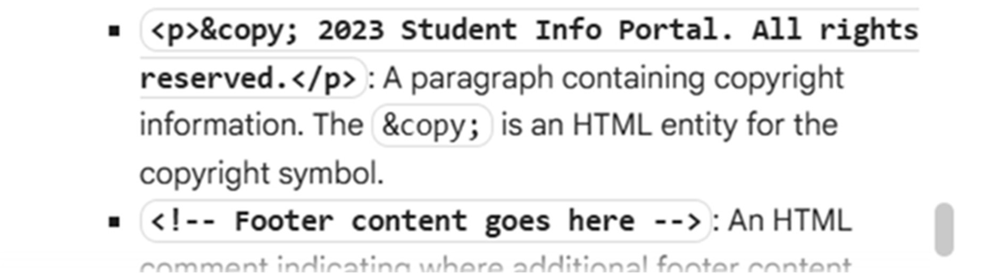 ▪ <p>&copy; 2023 Student Info Portal. All rights
reserved.</p> : A paragraph containing copyright
information. The &copy; is an HTML entity for the
copyright symbol.
▪ <!-- Footer content goes here --> : An HTML
comment indicating where additional footer content